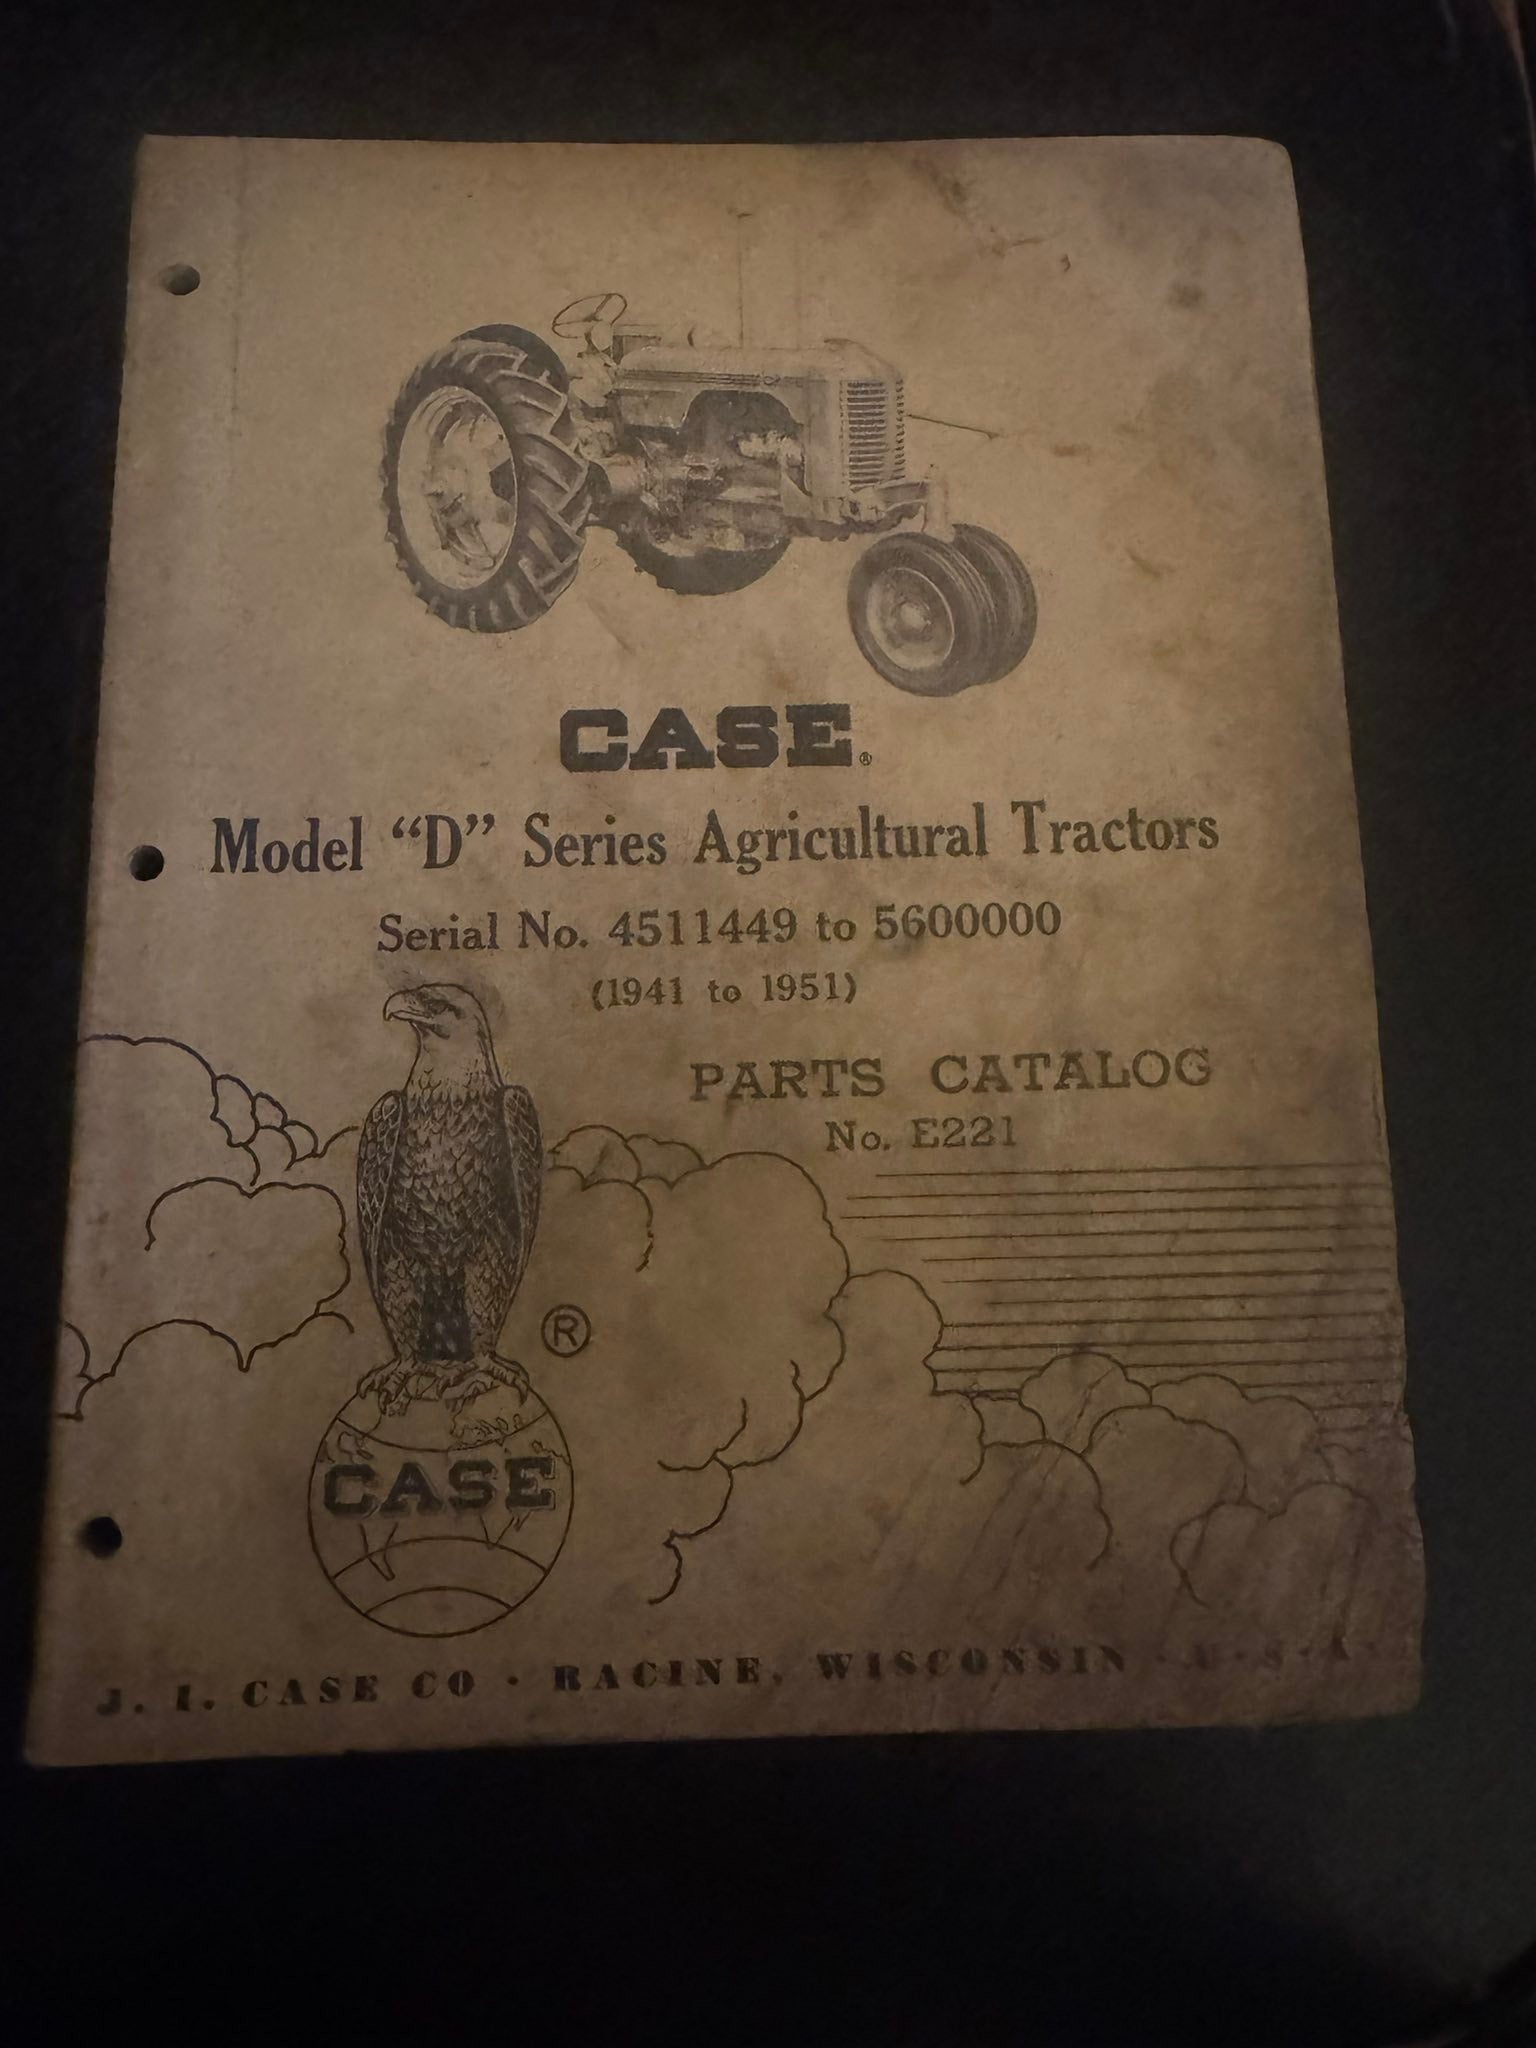 CASE
CASE®
Model “D” Series Agricultural Tractors
Serial No. 4511449 to 5600000
(1941 to 1951)
PARTS CATALOG
No. E221
®
CASE
J. I. CASE CO · RACINE, WISCONSIN · U · S · A